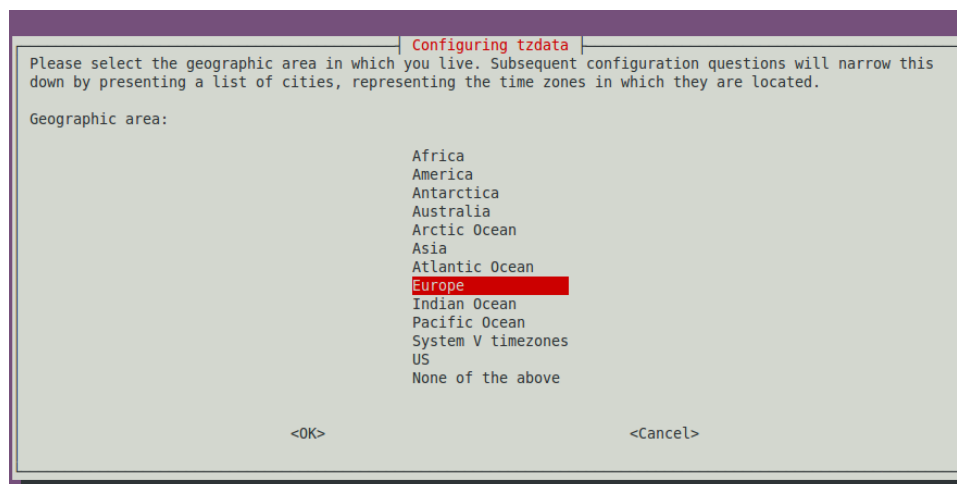 Configuring tzdata
Please select the geographic area in which you live. Subsequent configuration questions will narrow this
down by presenting a list of cities, representing the time zones in which they are located.
Geographic area:
Africa
America
Antarctica
Australia
Arctic Ocean
Asia
Atlantic Ocean
Europe
Indian Ocean
Pacific Ocean
System V timezones
US
None of the above
<OK> <Cancel>